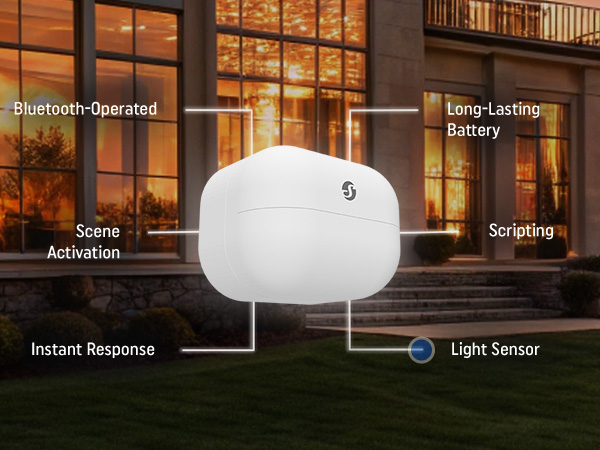 Bluetooth-Operated
Long-Lasting
Battery
Scene
Activation
Scripting
Instant Response
Light Sensor